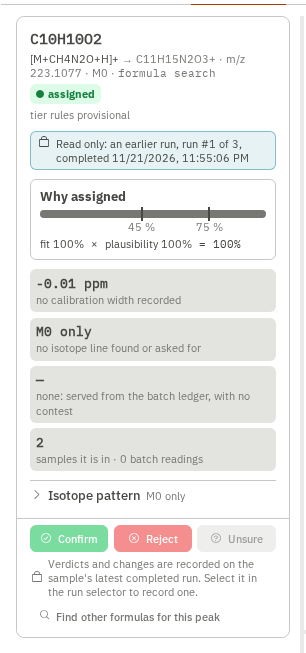 C10H10O2
[M+CH4N2O+H]+ → C11H15N2O3+ · m/z
223.1077 · M0 · formula search
assigned
tier rules provisional
Read only: an earlier run, run #1 of 3,
completed 11/21/2026, 11:55:06 PM
Why assigned
45 % 75 %
fit 100% × plausibility 100% = 100%
-0.01 ppm
no calibration width recorded
M0 only
no isotope line found or asked for
—
none: served from the batch ledger, with no
contest
2
samples it is in · 0 batch readings
Isotope pattern M0 only
Confirm Reject Unsure
Verdicts and changes are recorded on the
sample's latest completed run. Select it in
the run selector to record one.
Find other formulas for this peak